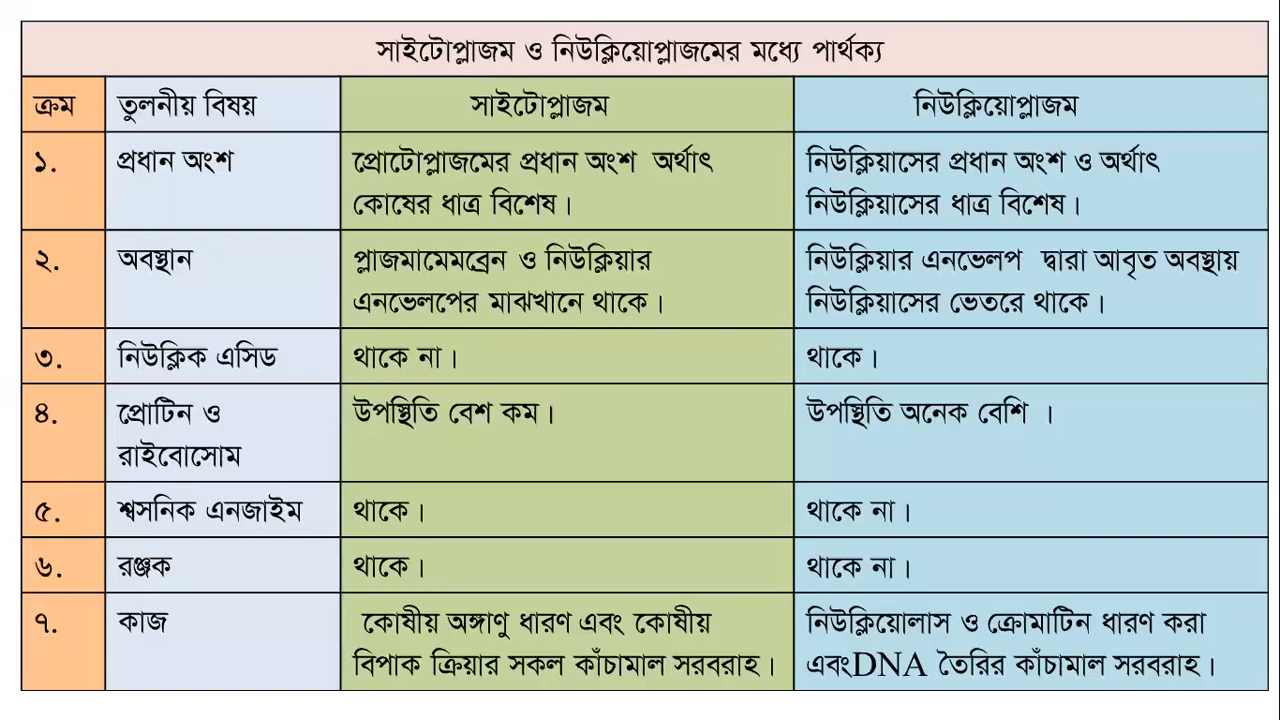 সাইটোপ্লাজম ও নিউক্লিয়োপ্লাজমের মধ্যে পার্থক্য
ক্রম তুলনীয় বিষয় সাইটোপ্লাজম নিউক্লিয়োপ্লাজম
১. প্রধান অংশ প্রোটোপ্লাজমের প্রধান অংশ অর্থাৎ নিউক্লিয়াসের প্রধান অংশ ও অর্থাৎ
কোষের ধাত্র বিশেষ। নিউক্লিয়াসের ধাত্র বিশেষ।
২. অবস্থান প্লাজমামেমব্রেন ও নিউক্লিয়ার নিউক্লিয়ার এনভেলপ দ্বারা আবৃত অবস্থায়
এনভেলপের মাঝখানে থাকে। নিউক্লিয়াসের ভেতরে থাকে।
৩. নিউক্লিক এসিড থাকে না। থাকে।
৪. প্রোটিন ও উপস্থিতি বেশ কম। উপস্থিতি অনেক বেশি ।
রাইবোসোম
৫. শ্বসনিক এনজাইম থাকে। থাকে না।
৬. রঞ্জক থাকে। থাকে না।
৭. কাজ কোষীয় অঙ্গাণু ধারণ এবং কোষীয় নিউক্লিয়োলাস ও ক্রোমাটিন ধারণ করা
বিপাক ক্রিয়ার সকল কাঁচামাল সরবরাহ। এবংDNA তৈরির কাঁচামাল সরবরাহ।